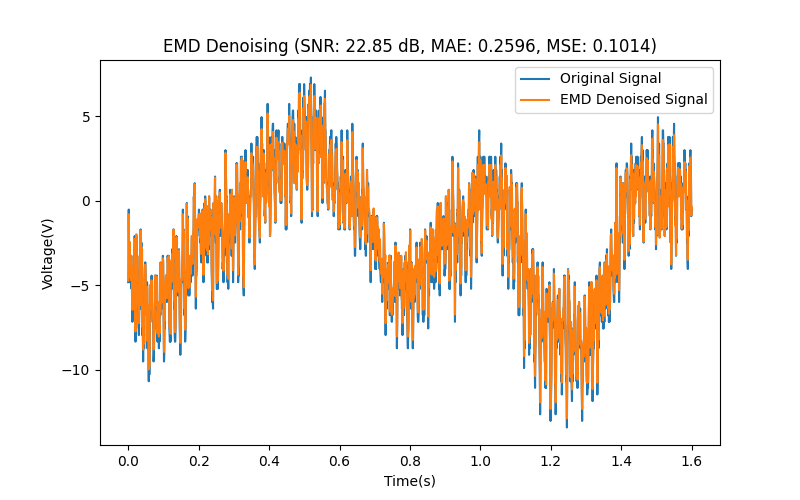 EMD Denoising (SNR: 22.85 dB, MAE: 0.2596, MSE: 0.1014)
Original Signal
EMD Denoised Signal
5
0
−5
−10
Voltage(V)
0.0 0.2 0.4 0.6 0.8 1.0 1.2 1.4 1.6
Time(s)